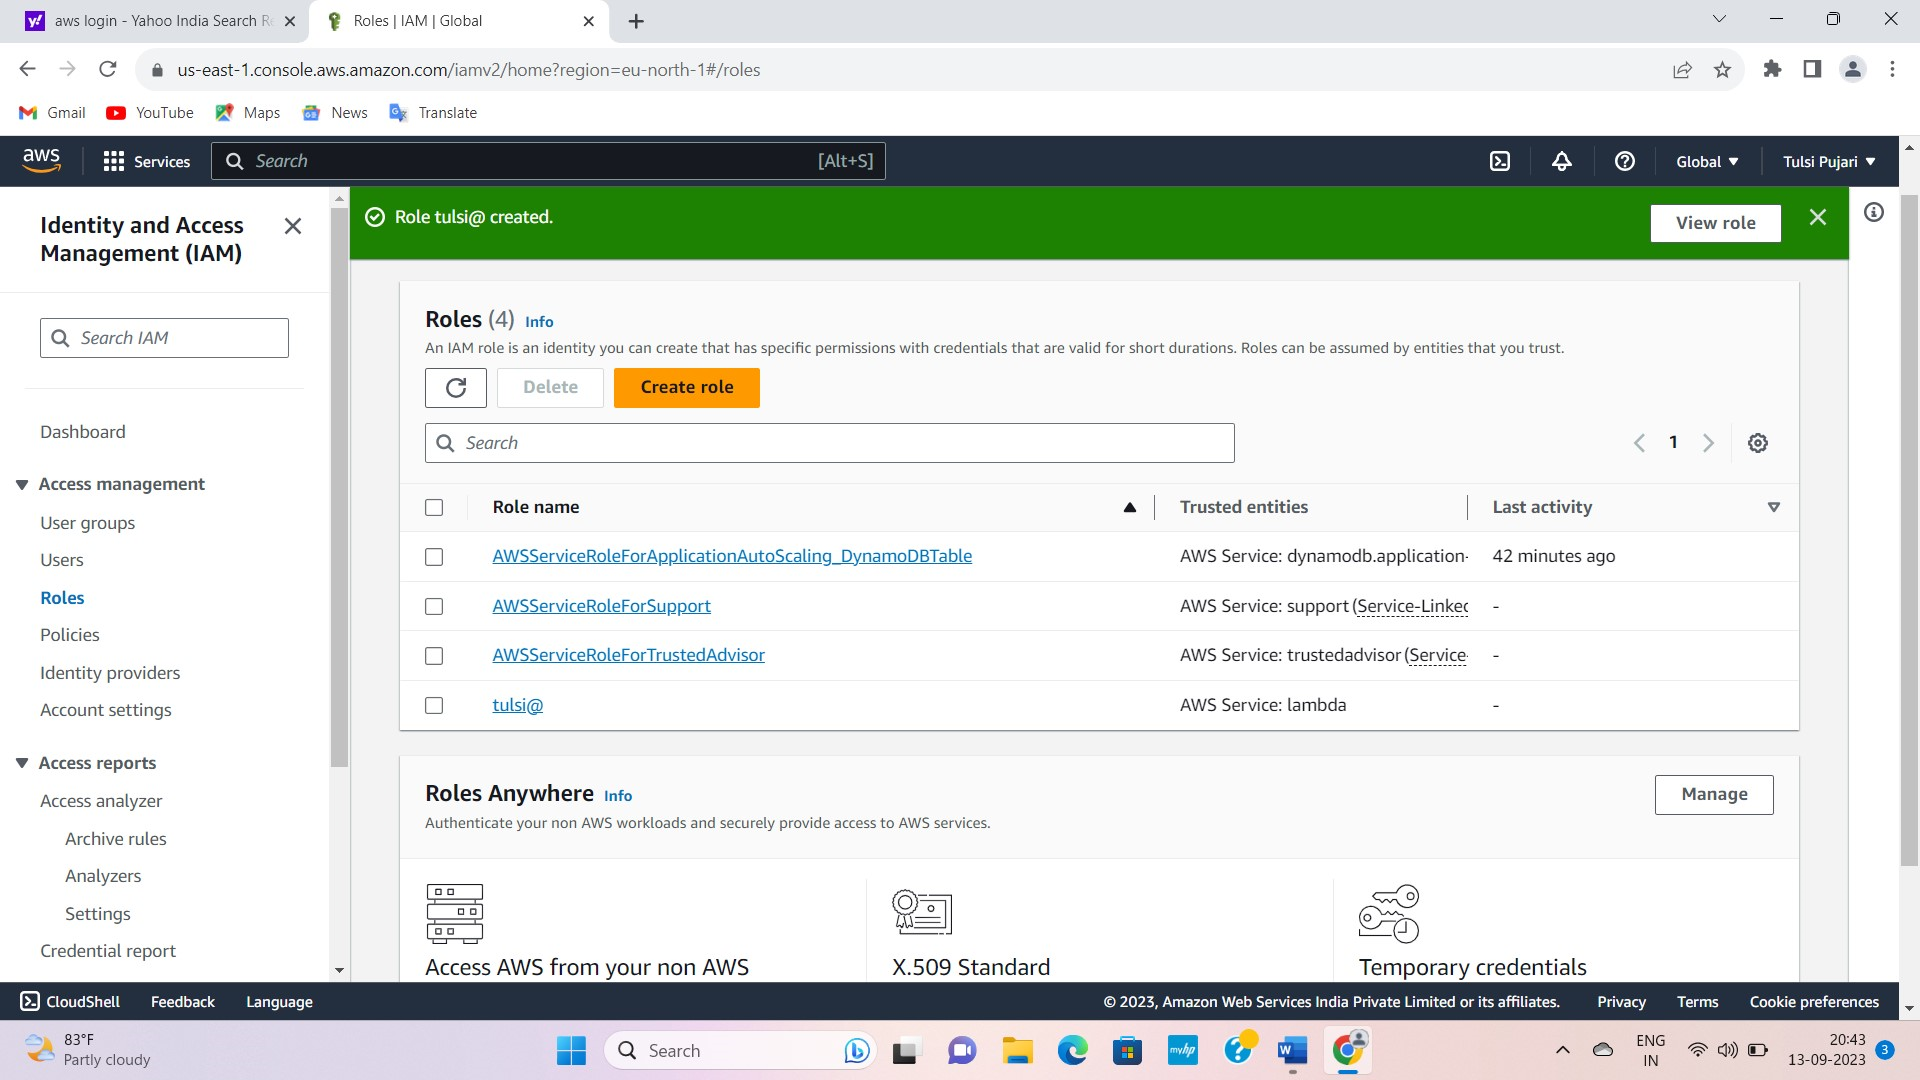 aws login - Yahoo India Search Re
Roles | IAM | Global
us-east-1.console.aws.amazon.com/iamv2/home?region=eu-north-1#/roles
Gmail YouTube Maps News Translate
aws Services Search [Alt+S] Global Tulsi Pujari
Identity and Access
Management (IAM)
Search IAM
Dashboard
Access management
User groups
Users
Roles
Policies
Identity providers
Account settings
Access reports
Access analyzer
Archive rules
Analyzers
Settings
Credential report
Role tulsi@ created.
View role
Roles (4) Info
An IAM role is an identity you can create that has specific permissions with credentials that are valid for short durations. Roles can be assumed by entities that you trust.
Delete Create role
Search
1
Role name Trusted entities Last activity
AWSServiceRoleForApplicationAutoScaling_DynamoDBTable AWS Service: dynamodb.application- 42 minutes ago
AWSServiceRoleForSupport AWS Service: support (Service-Linked -
AWSServiceRoleForTrustedAdvisor AWS Service: trustedadvisor (Service- -
tulsi@ AWS Service: lambda -
Roles Anywhere Info
Manage
Authenticate your non AWS workloads and securely provide access to AWS services.
Access AWS from your non AWS
X.509 Standard
Temporary credentials
CloudShell Feedback Language © 2023, Amazon Web Services India Private Limited or its affiliates. Privacy Terms Cookie preferences
83°F
Partly cloudy
Search
myhp
ENG
IN
20:43
13-09-2023
3